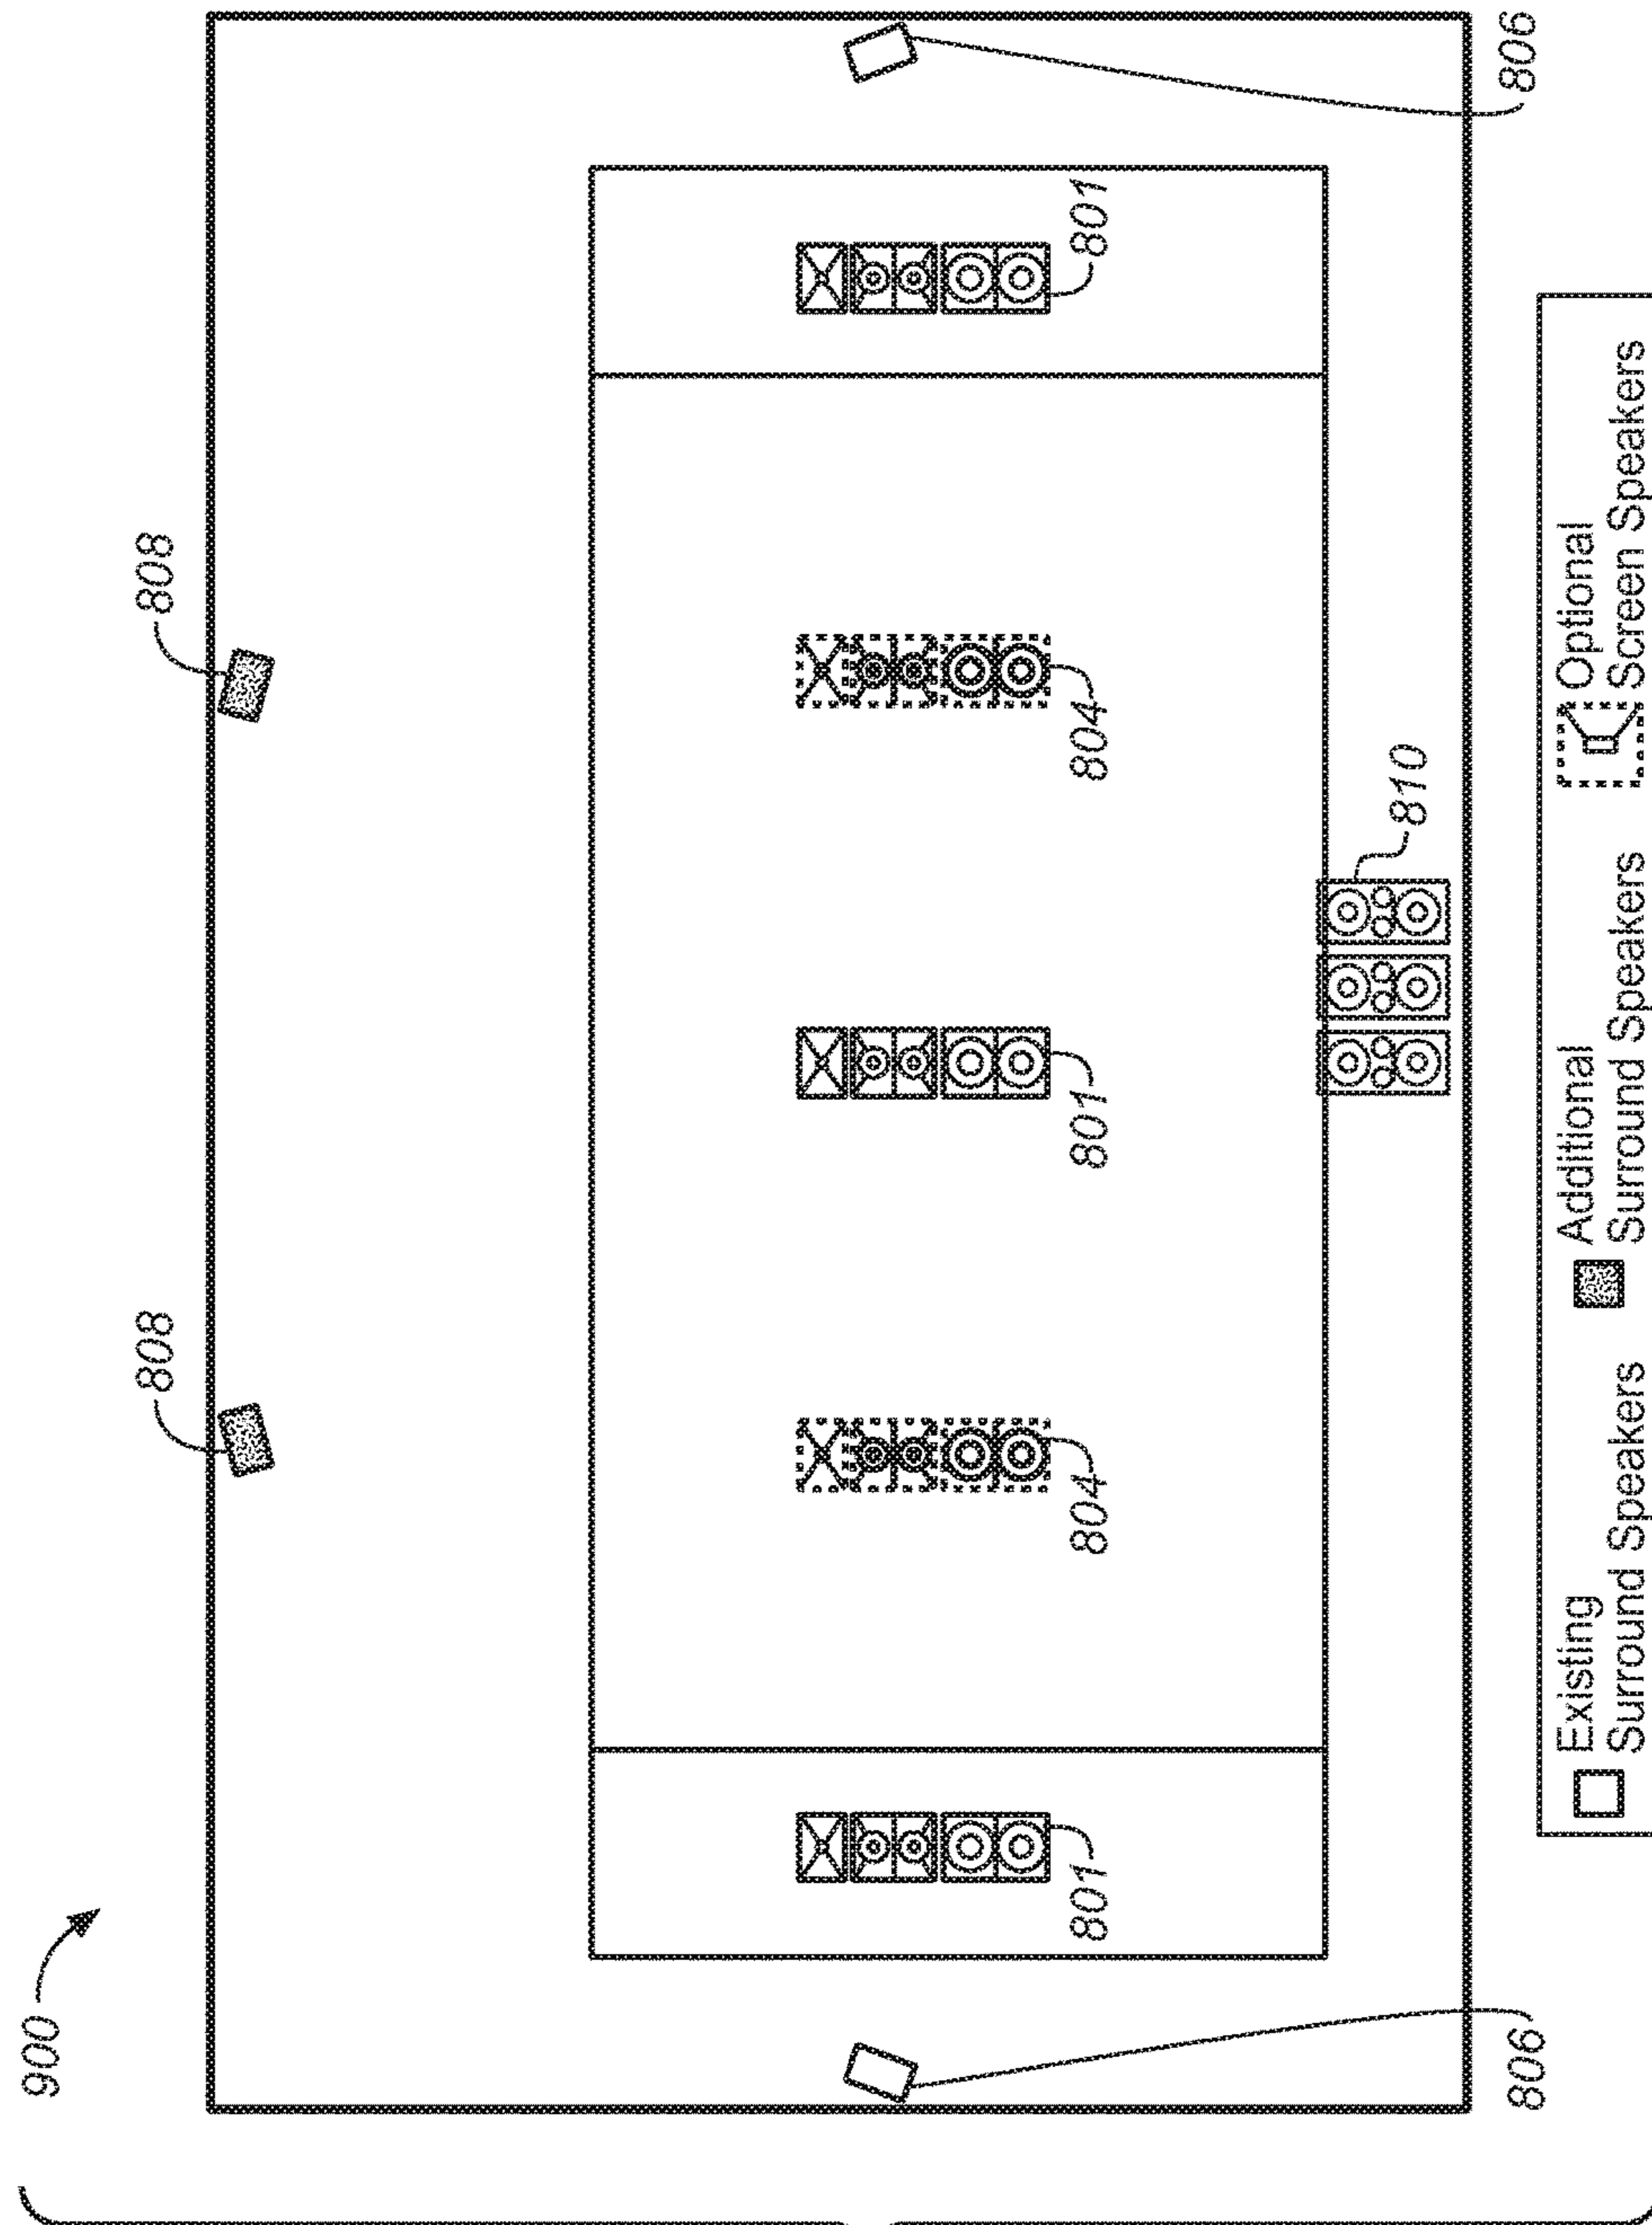 900
808
808
801
804
801
804
801
810
806
806
Existing
Surround Speakers
Additional
Surround Speakers
Optional
Screen Speakers